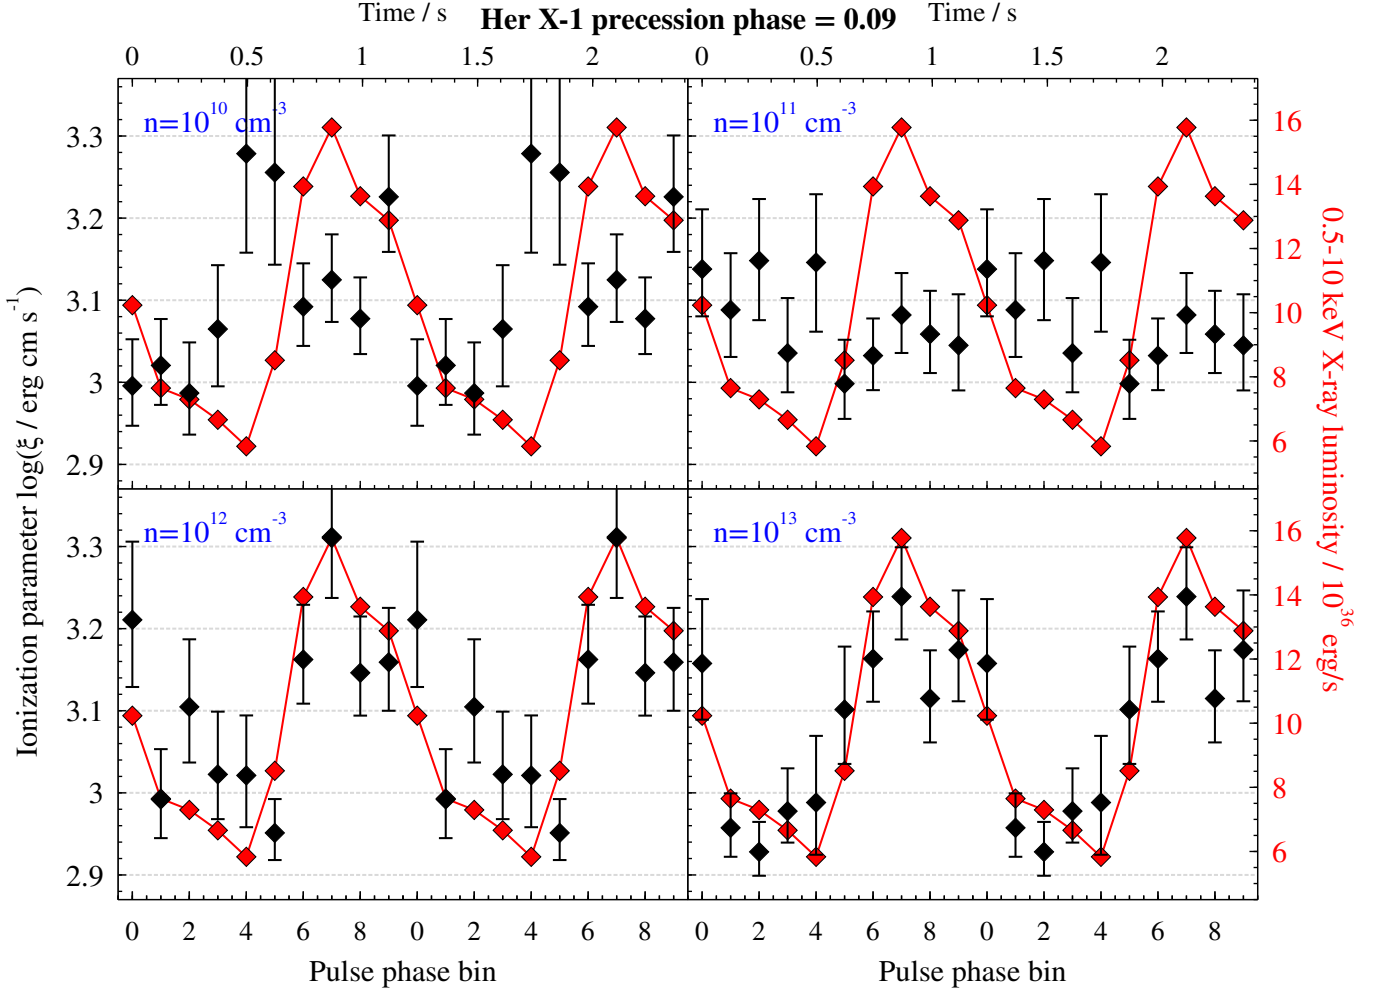 Time / s Her X-1 precession phase = 0.09 Time / s
0 0.5 1 1.5 2 0 0.5 1 1.5 2
n=10^10 cm^-3
n=10^11 cm^-3
3.3
3.2
3.1
3
2.9
16
14
12
10
8
6
n=10^12 cm^-3
n=10^13 cm^-3
3.3
3.2
3.1
3
2.9
16
14
12
10
8
6
Ionization parameter log(ξ / erg cm s^-1)
0.5-10 keV X-ray luminosity / 10^36 erg/s
0 2 4 6 8 0 2 4 6 8 0 2 4 6 8 0 2 4 6 8
Pulse phase bin Pulse phase bin